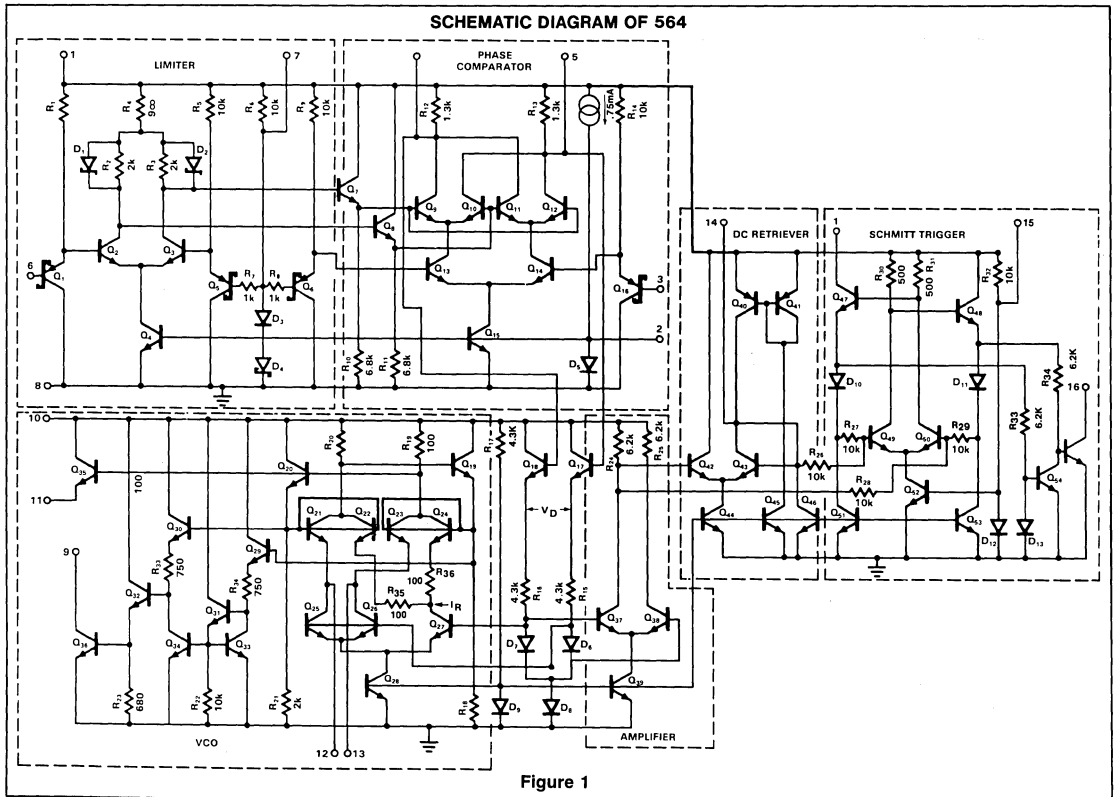 SCHEMATIC DIAGRAM OF 564
LIMITER
PHASE
COMPARATOR
1
7
5
R1
R4
98
R5
10k
R6
10k
R9
10k
R12
1.3k
R13
1.3k
.75mA
R14
10k
D1
R2
2k
R3
2k
D2
Q7
Q8
Q9
Q10
Q11
Q12
Q2
Q3
Q13
Q14
6
Q1
Q5
R7
1k
R8
1k
Q6
Q16
3
D3
Q4
Q15
2
D4
R10
6.8k
R11
6.8k
D5
8
14
DC RETRIEVER
SCHMITT TRIGGER
1
15
R30
500
R31
500
R32
10k
Q40
Q41
Q47
Q48
D10
D11
R34
6.2K
16
R33
6.2K
R27
10k
Q49
Q50
R29
10k
Q42
Q43
R26
10k
R28
10k
Q54
Q44
Q45
Q46
Q51
Q52
Q53
D12
D13
10
R20
R19
100
R17
4.3K
R24
6.2k
R25
6.2k
Q35
100
Q20
Q19
Q18
Q17
11
Q21
Q22
Q23
Q24
VD
Q30
Q29
9
R33
750
R34
750
R36
100
R35
100
IR
R16
4.3k
R15
4.3k
Q32
Q31
Q25
Q26
Q27
Q37
Q38
Q36
Q34
Q33
D7
D6
Q28
Q39
R23
680
R22
10k
R21
2k
R18
D9
D8
VCO
12
13
AMPLIFIER
Figure 1